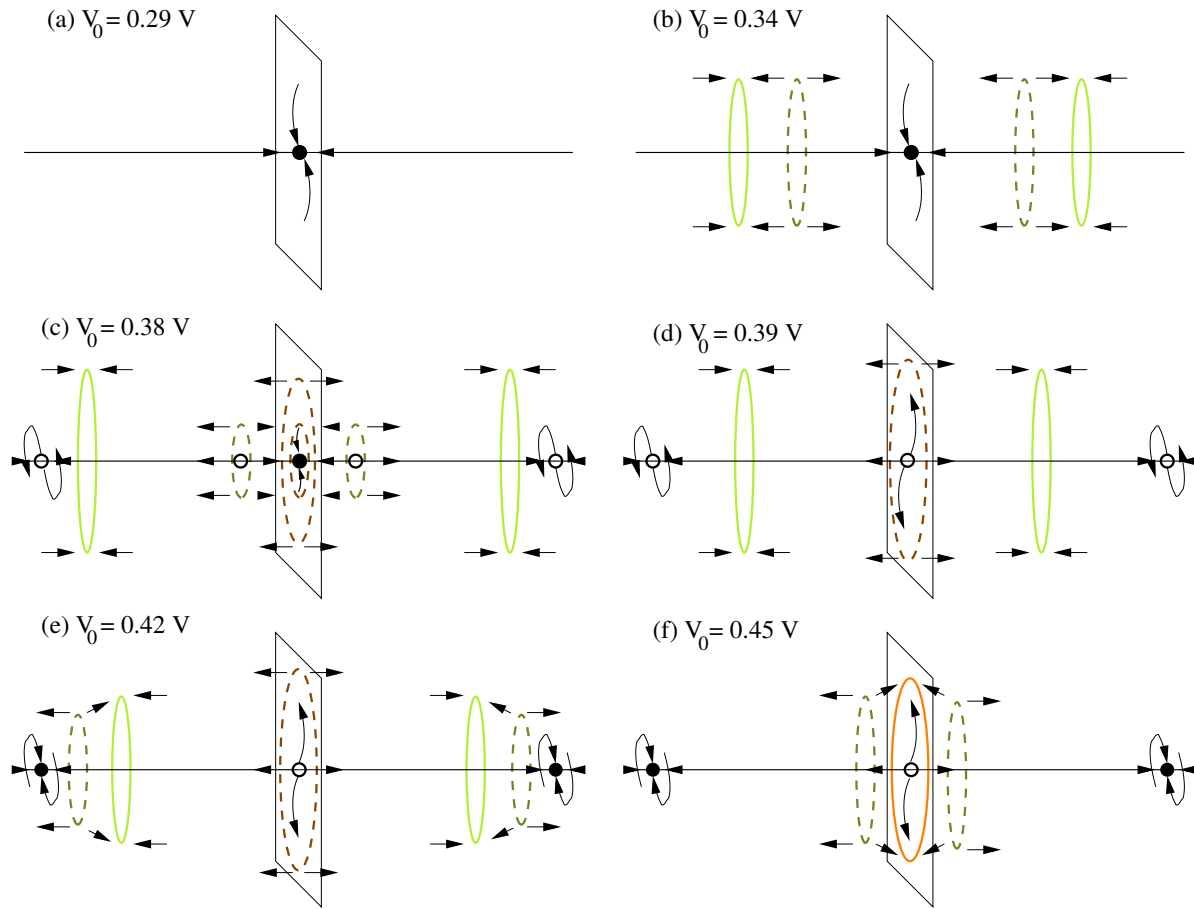 (a) V₀ = 0.29 V
(b) V₀ = 0.34 V
(c) V₀ = 0.38 V
(d) V₀ = 0.39 V
(e) V₀ = 0.42 V
(f) V₀ = 0.45 V